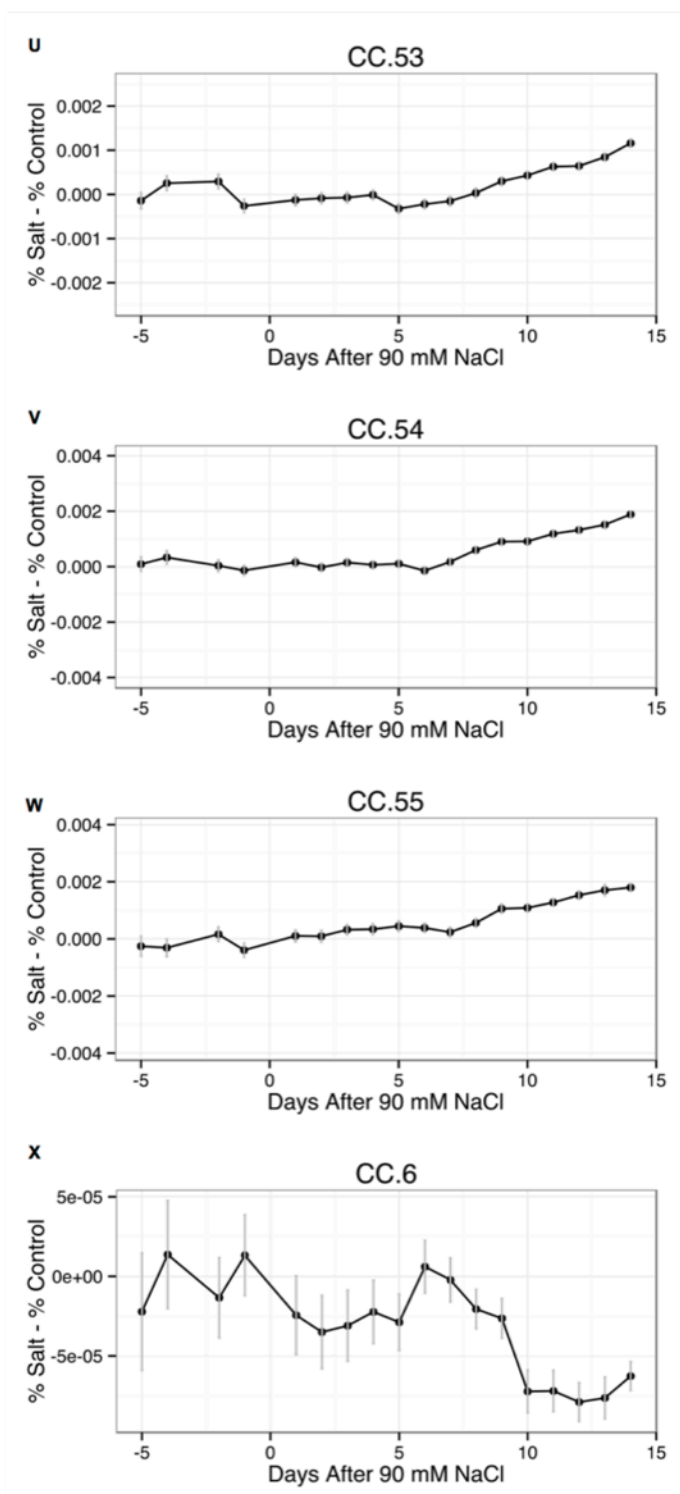 U
CC.53
% Salt - % Control
0.002
0.001
0.000
-0.001
-0.002
-5 0 5 10 15
Days After 90 mM NaCl
V
CC.54
% Salt - % Control
0.004
0.002
0.000
-0.002
-0.004
-5 0 5 10 15
Days After 90 mM NaCl
W
CC.55
% Salt - % Control
0.004
0.002
0.000
-0.002
-0.004
-5 0 5 10 15
Days After 90 mM NaCl
X
CC.6
% Salt - % Control
5e-05
0e+00
-5e-05
-5 0 5 10 15
Days After 90 mM NaCl